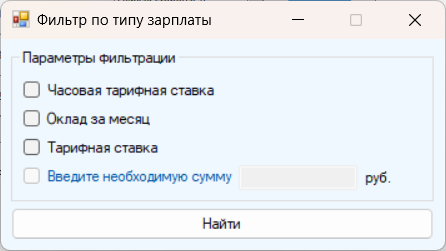 Фильтр по типу зарплаты
Параметры фильтрации
Часовая тарифная ставка
Оклад за месяц
Тарифная ставка
Введите необходимую сумму руб.
Найти